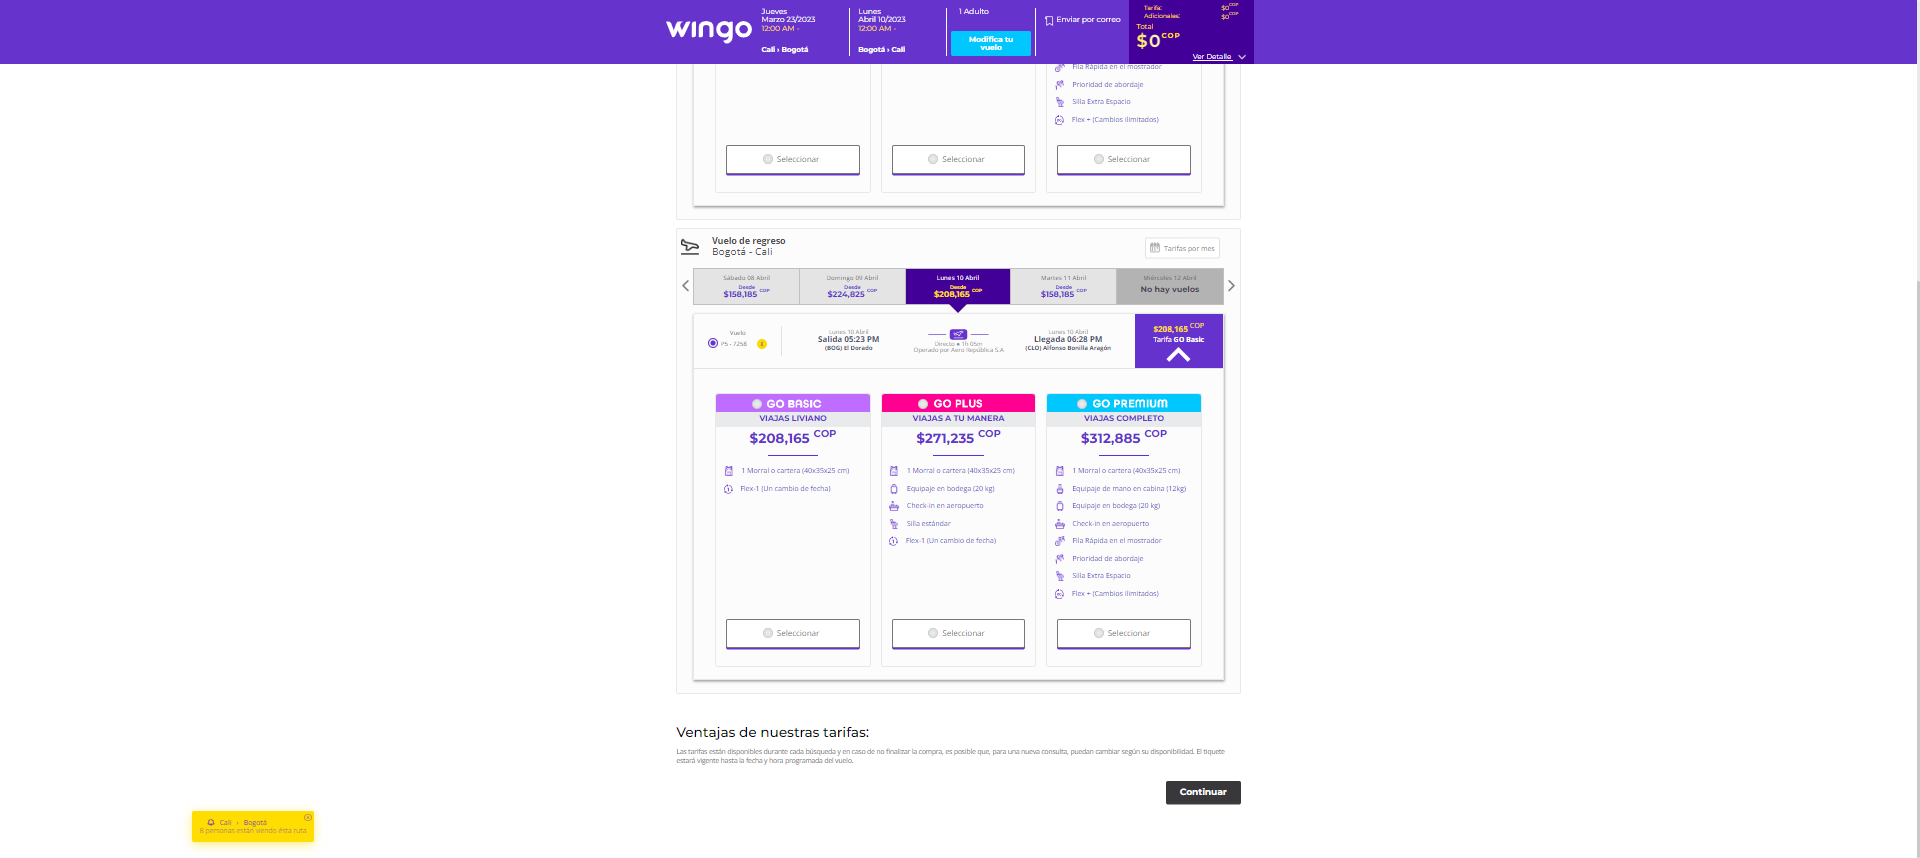 wingo
Jueves
Marzo 23/2023
12:00 AM -
Cali › Bogotá
Lunes
Abril 10/2023
12:00 AM -
Bogotá › Cali
1 Adulto
Modifica tu
vuelo
Enviar por correo
Tarifa: $0 COP
Adicionales: $0 COP
Total
$0 COP
Ver Detalle
Fila Rápida en el mostrador
Prioridad de abordaje
Silla Extra Espacio
Flex + (Cambios ilimitados)
Seleccionar
Seleccionar
Seleccionar
Vuelo de regreso
Bogotá - Cali
Tarifas por mes
Sábado 08 Abril
Desde
$158,185 COP
Domingo 09 Abril
Desde
$224,825 COP
Lunes 10 Abril
Desde
$208,165 COP
Martes 11 Abril
Desde
$158,185 COP
Miércoles 12 Abril
No hay vuelos
Vuelo
P5 - 7258
Lunes 10 Abril
Salida 05:23 PM
(BOG) El Dorado
Directo • 1h 05m
Operado por Aero República S.A
Lunes 10 Abril
Llegada 06:28 PM
(CLO) Alfonso Bonilla Aragón
$208,165 COP
Tarifa GO Basic
GO BASIC
VIAJAS LIVIANO
$208,165 COP
1 Morral o cartera (40x35x25 cm)
Flex-1 (Un cambio de fecha)
Seleccionar
GO PLUS
VIAJAS A TU MANERA
$271,235 COP
1 Morral o cartera (40x35x25 cm)
Equipaje en bodega (20 kg)
Check-in en aeropuerto
Silla estándar
Flex-1 (Un cambio de fecha)
Seleccionar
GO PREMIUM
VIAJAS COMPLETO
$312,885 COP
1 Morral o cartera (40x35x25 cm)
Equipaje de mano en cabina (12kg)
Equipaje en bodega (20 kg)
Check-in en aeropuerto
Fila Rápida en el mostrador
Prioridad de abordaje
Silla Extra Espacio
Flex + (Cambios ilimitados)
Seleccionar
Ventajas de nuestras tarifas:
Las tarifas están disponibles durante cada búsqueda y en caso de no finalizar la compra, es posible que, para una nueva consulta, puedan cambiar según su disponibilidad. El tiquete
estará vigente hasta la fecha y hora programada del vuelo.
Continuar
Cali › Bogotá
8 personas están viendo ésta ruta